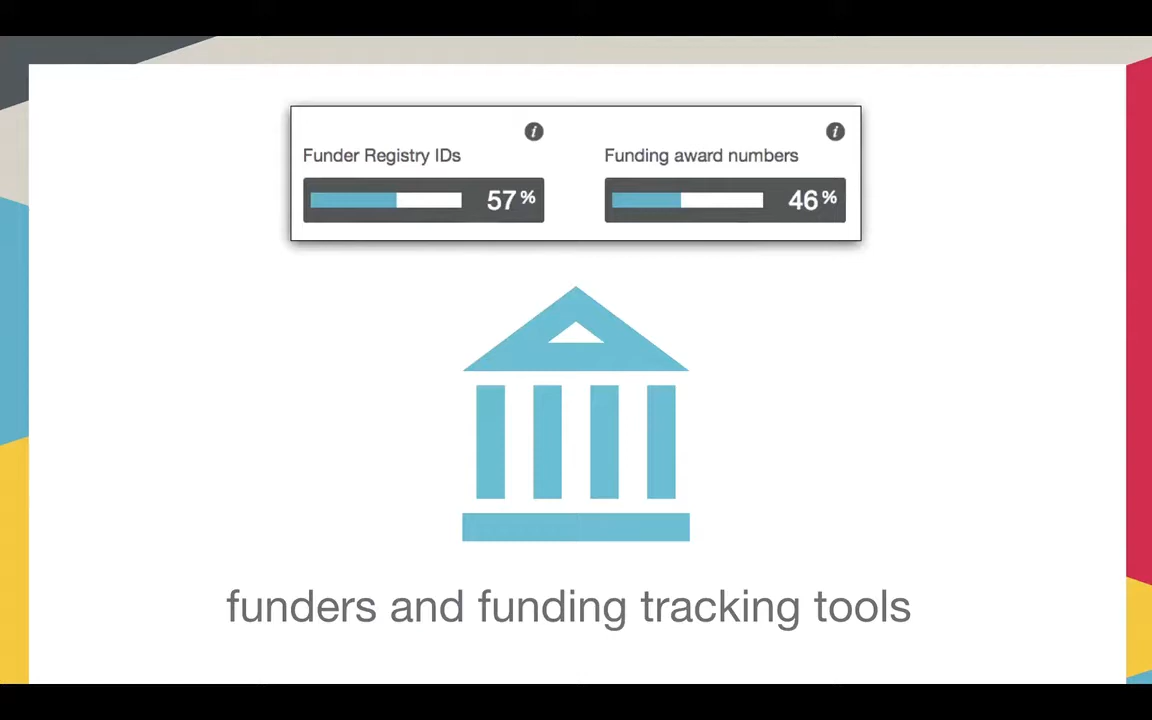 Funder Registry IDs
57%
Funding award numbers
46%
funders and funding tracking tools